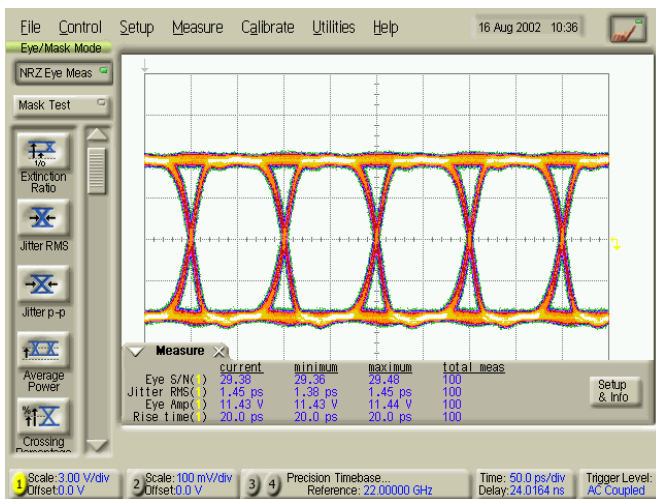 File Control Setup Measure Calibrate Utilities Help 16 Aug 2002 10:36
Eye/Mask Mode
NRZ Eye Meas
Mask Test
1/0
Extinction
Ratio
Jitter RMS
Jitter p-p
Average
Power
%
Crossing
Percentage
Measure
current minimum maximum total meas
Eye S/N(1) 29.38 29.36 29.48 100
Jitter RMS(1) 1.45 ps 1.38 ps 1.45 ps 100
Eye Amp(1) 11.43 V 11.43 V 11.44 V 100
Rise time(1) 20.0 ps 20.0 ps 20.0 ps 100
Setup
& Info
1 Scale:3.00 V/div
Offset:0.0 V
2 Scale:100 mV/div
Offset:0.0 V
3 4 Precision Timebase...
Reference: 22.00000 GHz
Time: 50.0 ps/div
Delay:24.0164 ns
Trigger Level:
AC Coupled